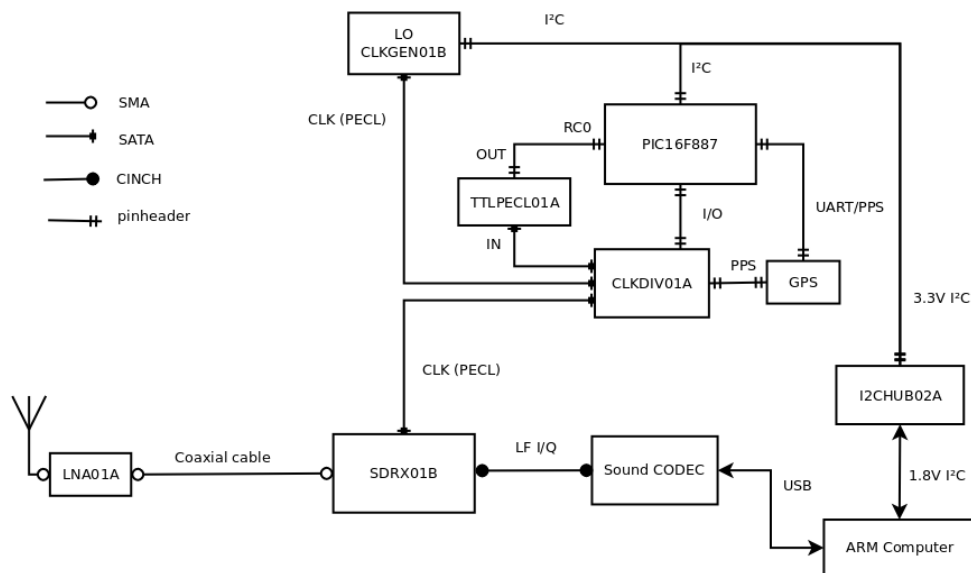 I²C
LO
CLKGEN01B
I²C
SMA
CLK (PECL)
RC0
SATA
PIC16F887
OUT
CINCH
TTLPECL01A
pinheader
I/O
UART/PPS
IN
PPS
CLKDIV01A
GPS
3.3V I²C
CLK (PECL)
I2CHUB02A
LF I/Q
Coaxial cable
LNA01A
SDRX01B
Sound CODEC
USB
1.8V I²C
ARM Computer